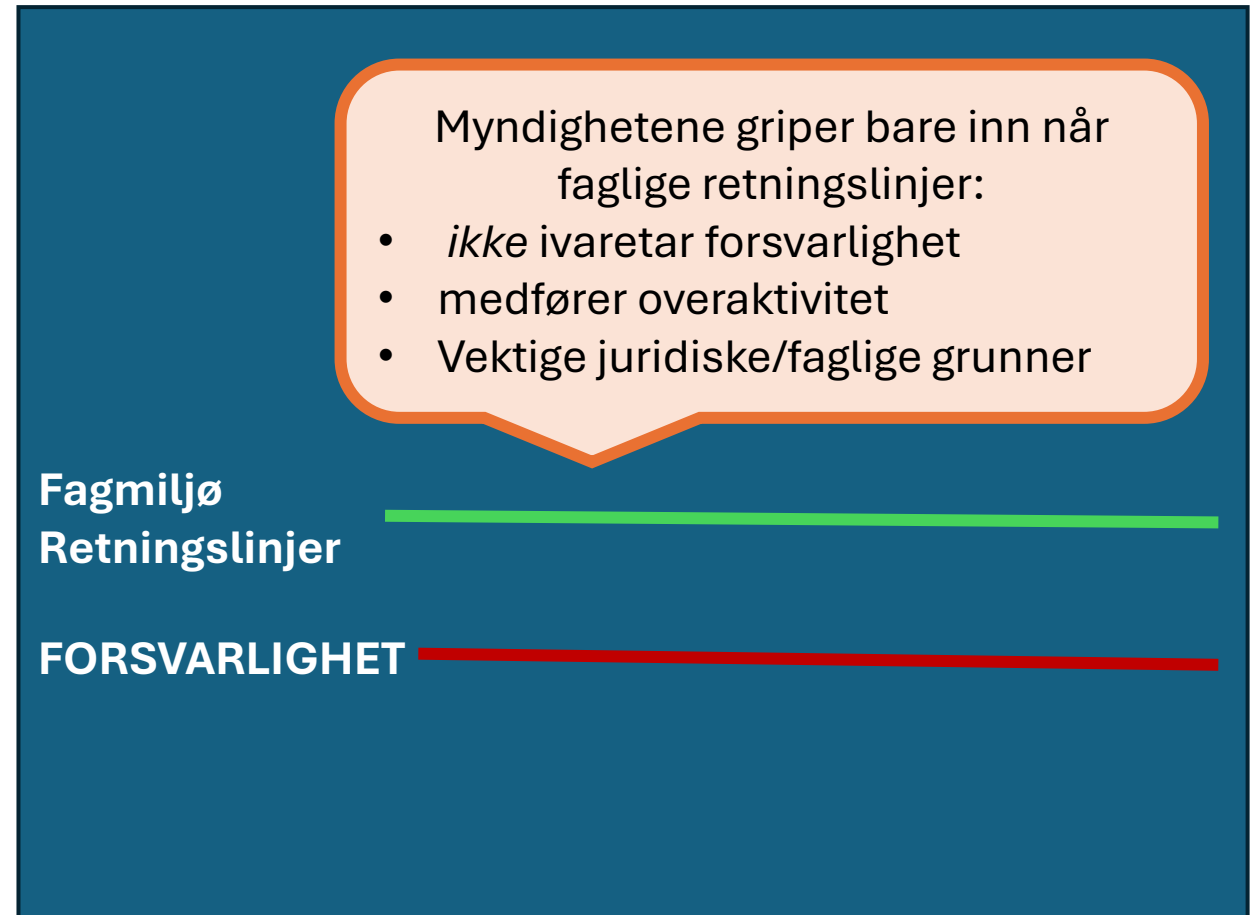 Myndighetene griper bare inn når
faglige retningslinjer:
• ikke ivaretar forsvarlighet
• medfører overaktivitet
• Vektige juridiske/faglige grunner
Fagmiljø
Retningslinjer
FORSVARLIGHET